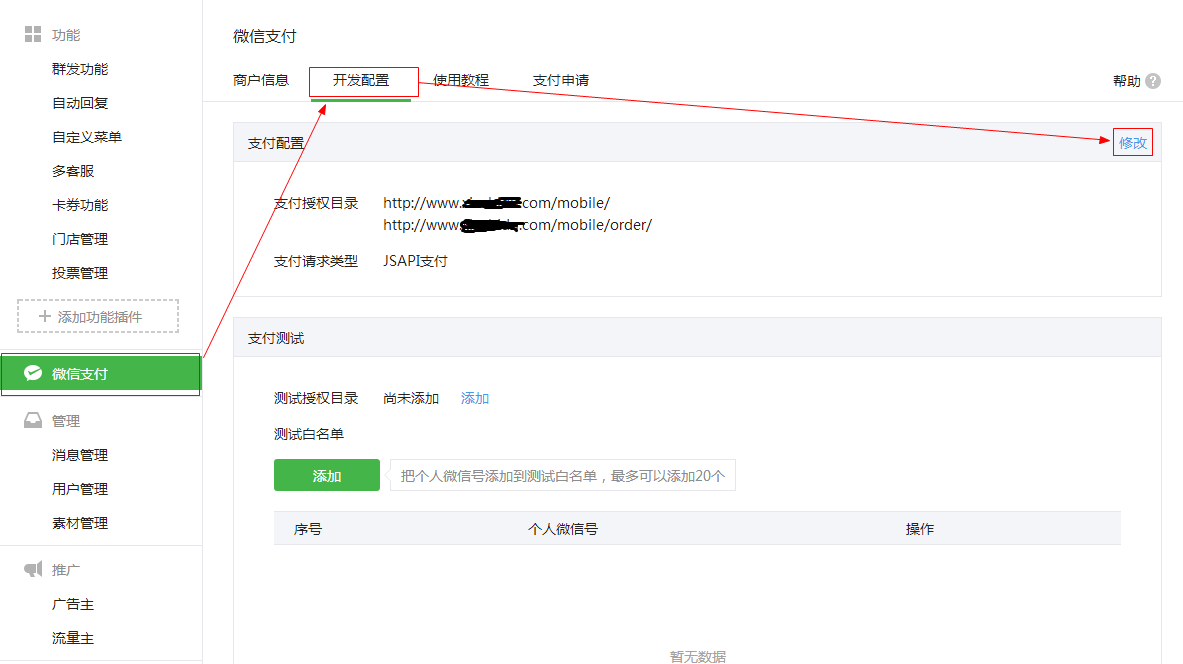 功能
群发功能
自动回复
自定义菜单
多客服
卡券功能
门店管理
投票管理
添加功能插件
微信支付
管理
消息管理
用户管理
素材管理
推广
广告主
流量主
微信支付
商户信息 开发配置 使用教程 支付申请 帮助 ?
支付配置 修改
支付授权目录 http://www. com/mobile/
http://www .com/mobile/order/
支付请求类型 JSAPI支付
支付测试
测试授权目录 尚未添加 添加
测试白名单
添加 把个人微信号添加到测试白名单，最多可以添加20个
序号 个人微信号 操作
暂无数据